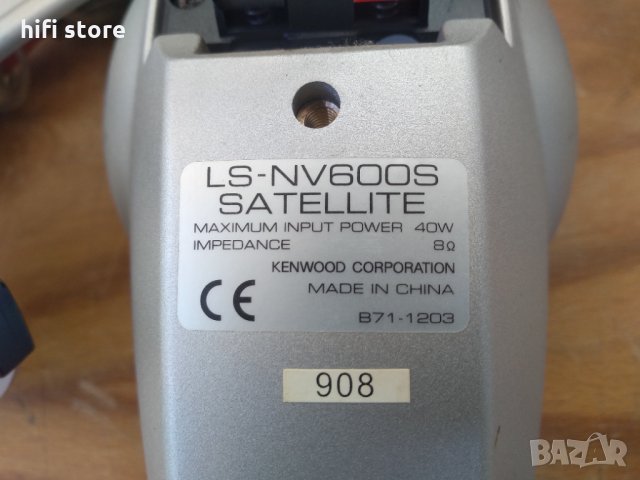 hifi store
LS-NV600S
SATELLITE
MAXIMUM INPUT POWER 40W
IMPEDANCE 8Ω
KENWOOD CORPORATION
CE MADE IN CHINA
B71-1203
908
BAZAR